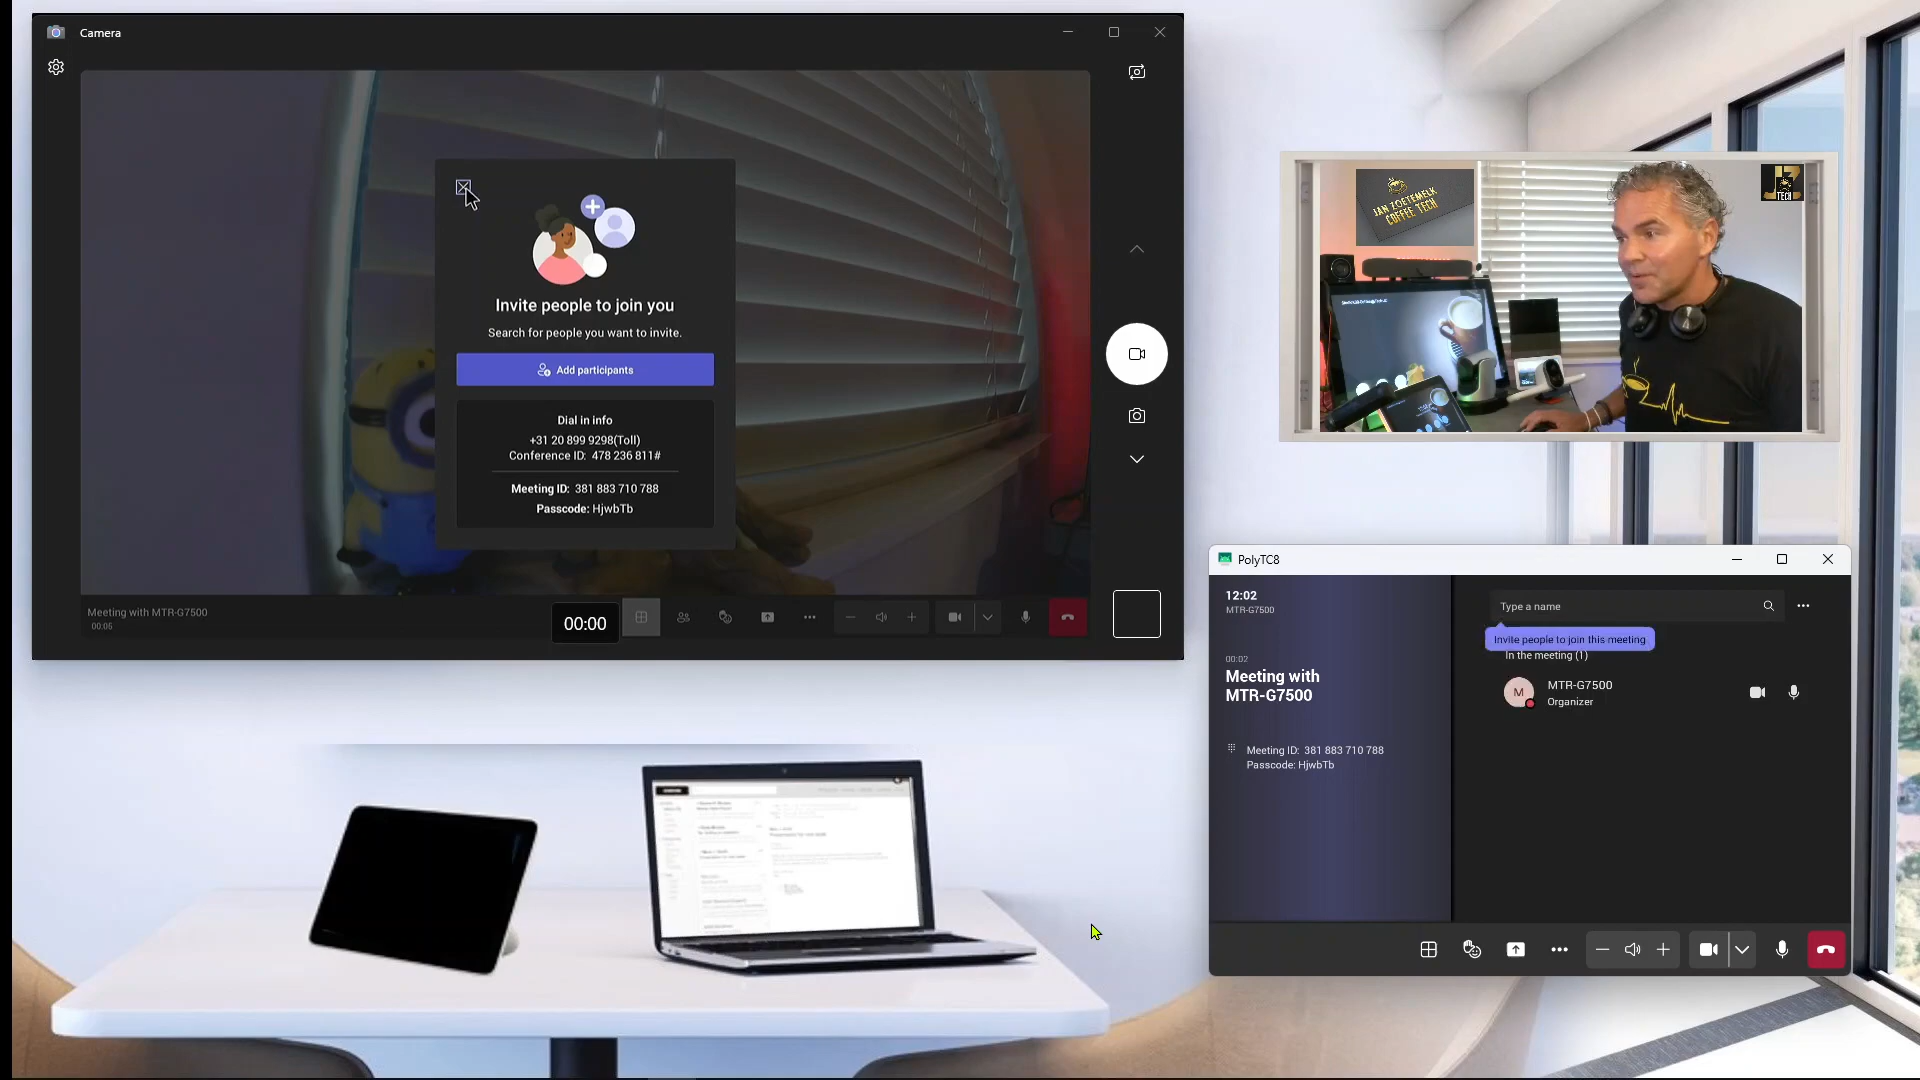 Camera
Invite people to join you
Search for people you want to invite.
Add participants
Dial in info
+31 20 899 9298(Toll)
Conference ID: 478 236 811#
Meeting ID: 381 883 710 788
Passcode: HjwbTb
Meeting with MTR-G7500
00:05
00:00
JAN ZOETEMELK
COFFEE TECH
JZ
TECH
PolyTC8
12:02
MTR-G7500
00:02
Meeting with
MTR-G7500
Meeting ID: 381 883 710 788
Passcode: HjwbTb
Type a name
Invite people to join this meeting
In the meeting (1)
M
MTR-G7500
Organizer